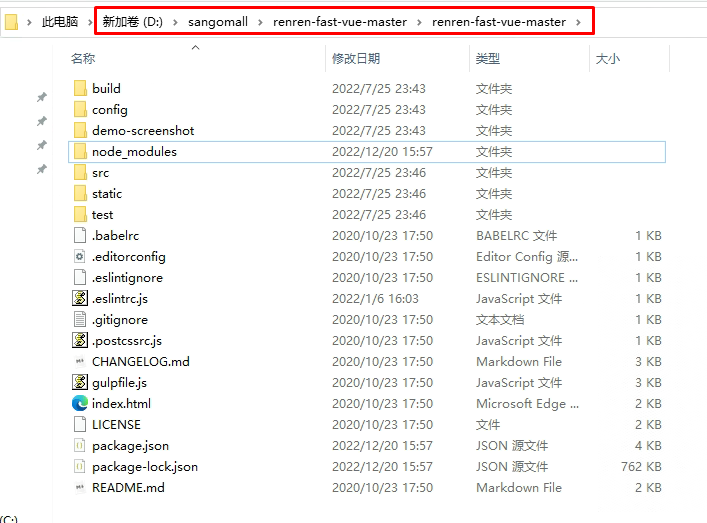 此电脑 > 新加卷 (D:) > sangomall > renren-fast-vue-master > renren-fast-vue-master >
名称 修改日期 类型 大小
build 2022/7/25 23:43 文件夹
config 2022/7/25 23:43 文件夹
demo-screenshot 2022/7/25 23:43 文件夹
node_modules 2022/12/20 15:57 文件夹
src 2022/7/25 23:46 文件夹
static 2022/7/25 23:46 文件夹
test 2022/7/25 23:46 文件夹
.babelrc 2020/10/23 17:50 BABELRC 文件 1 KB
.editorconfig 2020/10/23 17:50 Editor Config 源... 1 KB
.eslintignore 2020/10/23 17:50 ESLINTIGNORE ... 1 KB
.eslintrc.js 2022/1/6 16:03 JavaScript 文件 1 KB
.gitignore 2020/10/23 17:50 文本文档 1 KB
.postcssrc.js 2020/10/23 17:50 JavaScript 文件 1 KB
CHANGELOG.md 2020/10/23 17:50 Markdown File 3 KB
gulpfile.js 2020/10/23 17:50 JavaScript 文件 3 KB
index.html 2020/10/23 17:50 Microsoft Edge ... 2 KB
LICENSE 2020/10/23 17:50 文件 2 KB
package.json 2022/12/20 15:57 JSON 源文件 4 KB
package-lock.json 2022/12/20 15:57 JSON 源文件 762 KB
README.md 2020/10/23 17:50 Markdown File 2 KB
(C:)